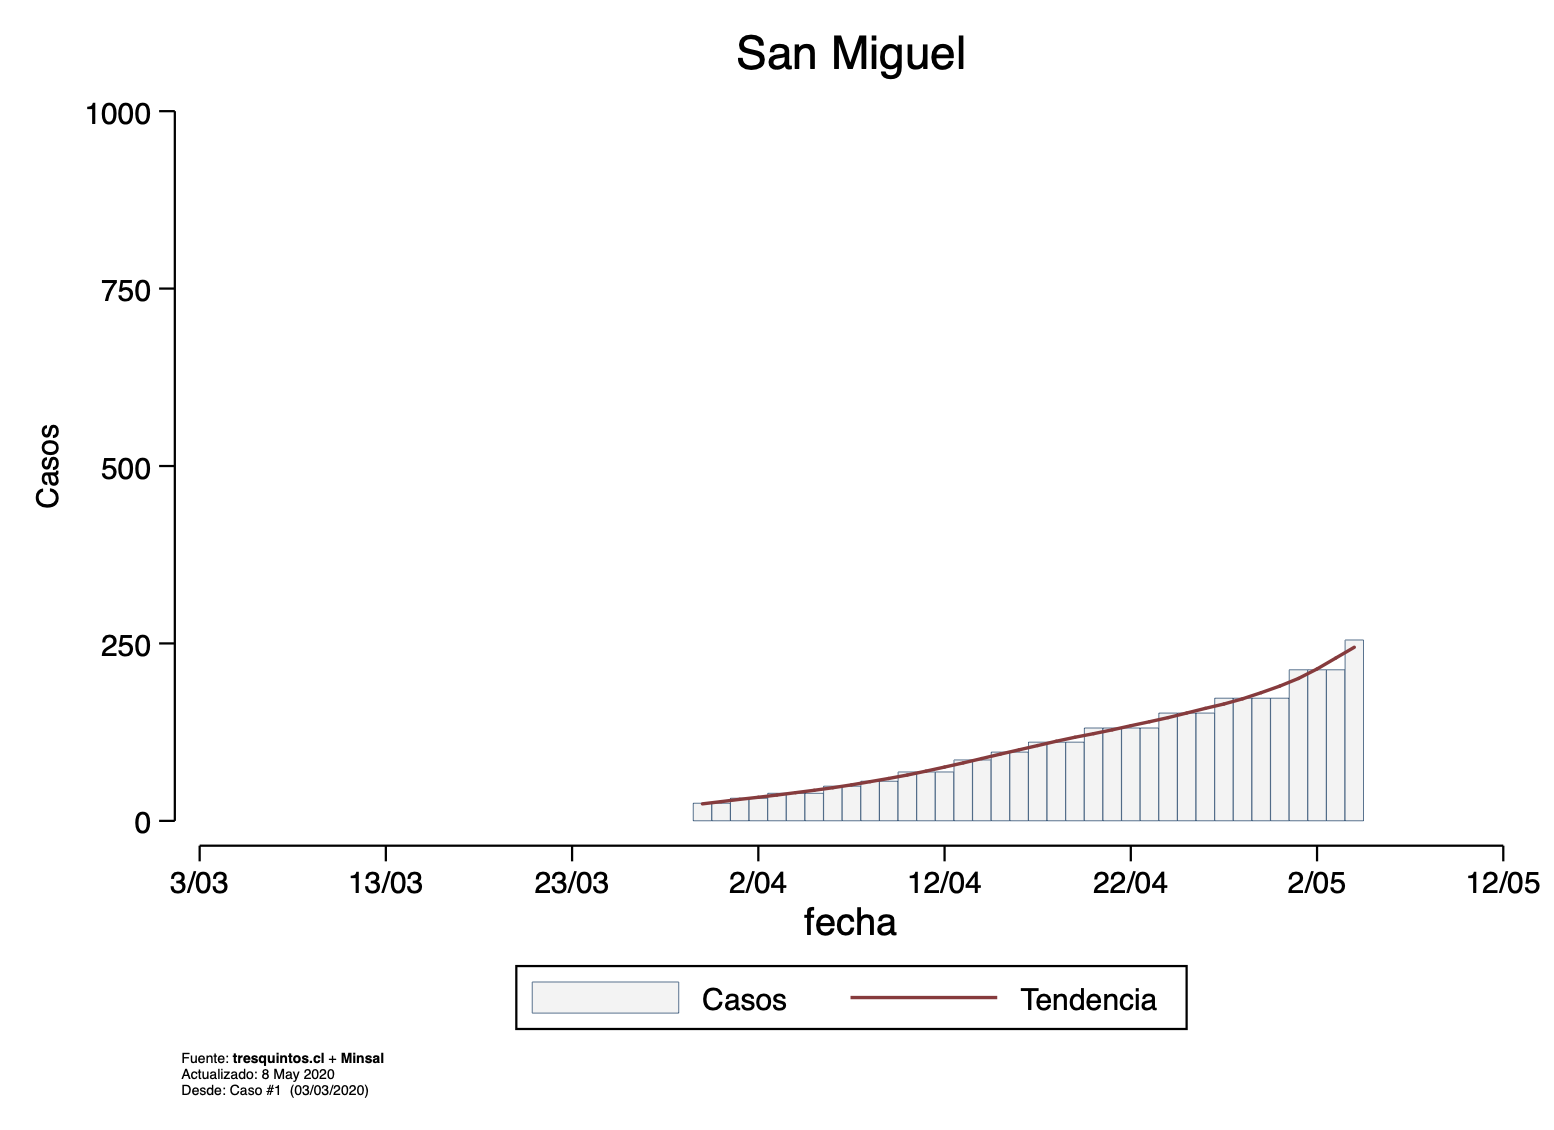 San Miguel
1000
750
500
250
0
Casos
3/03 13/03 23/03 2/04 12/04 22/04 2/05 12/05
fecha
Casos Tendencia
Fuente: tresquintos.cl + Minsal
Actualizado: 8 May 2020
Desde: Caso #1 (03/03/2020)